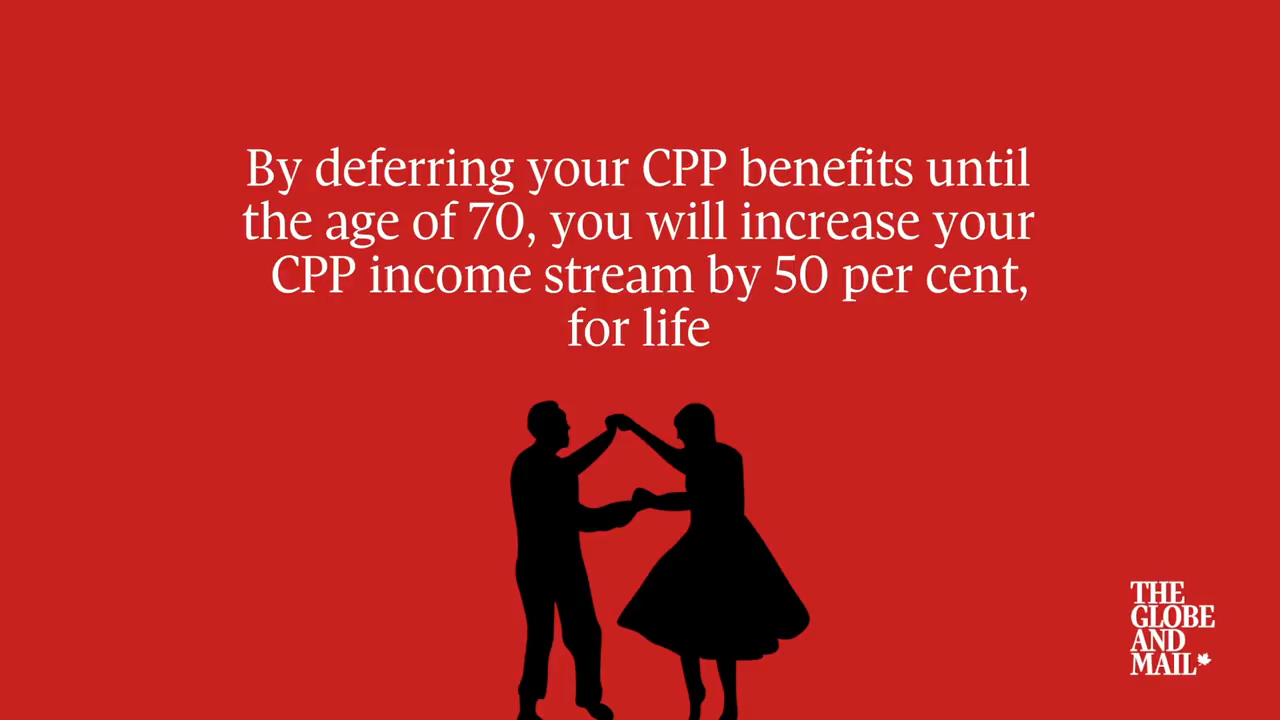 By deferring your CPP benefits until
the age of 70, you will increase your
CPP income stream by 50 per cent,
for life
THE
GLOBE
AND
MAIL